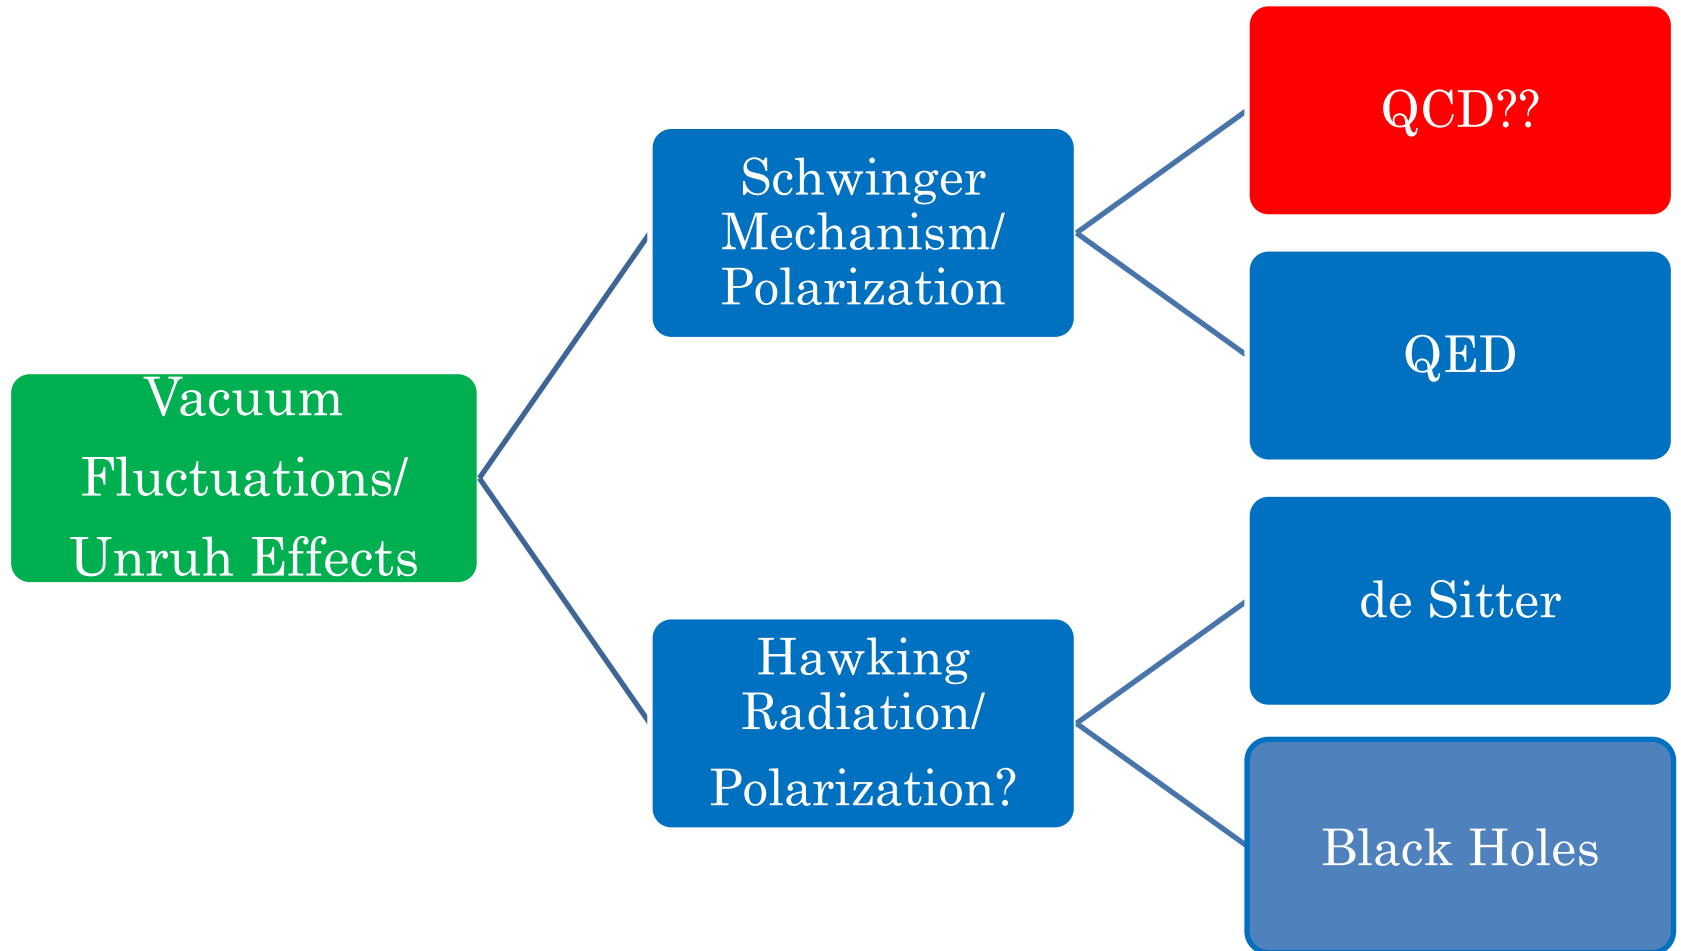 Vacuum
Fluctuations/
Unruh Effects
Schwinger
Mechanism/
Polarization
QCD??
QED
Hawking
Radiation/
Polarization?
de Sitter
Black Holes